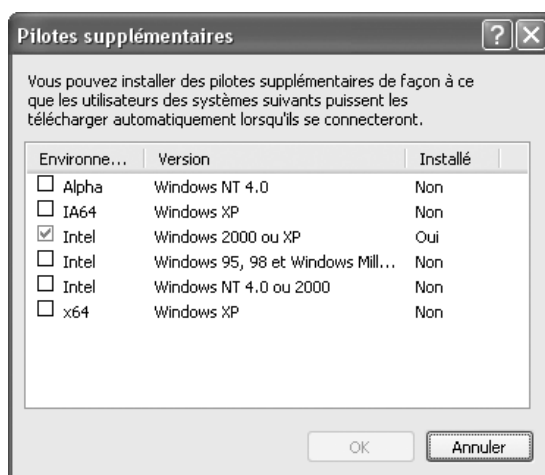 Pilotes supplémentaires
Vous pouvez installer des pilotes supplémentaires de façon à ce
que les utilisateurs des systèmes suivants puissent les
télécharger automatiquement lorsqu'ils se connecteront.
Environne... Version Installé
Alpha Windows NT 4.0 Non
IA64 Windows XP Non
Intel Windows 2000 ou XP Oui
Intel Windows 95, 98 et Windows Mill... Non
Intel Windows NT 4.0 ou 2000 Non
x64 Windows XP Non
OK Annuler